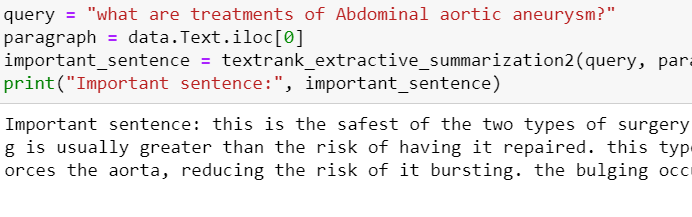 query = "what are treatments of Abdominal aortic aneurysm?"
paragraph = data.Text.iloc[0]
important_sentence = textrank_extractive_summarization2(query, para
print("Important sentence:", important_sentence)
Important sentence: this is the safest of the two types of surgery
g is usually greater than the risk of having it repaired. this type
orces the aorta, reducing the risk of it bursting. the bulging occu